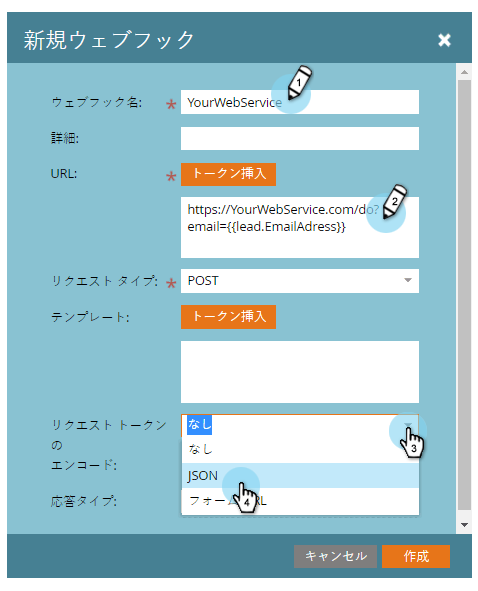 新規ウェブフック
ウェブフック名: * YourWebService
1
詳細:
URL: * トークン挿入
https://YourWebService.com/do?
email={{lead.EmailAdress}}
2
リクエスト タイプ: * POST
テンプレート: トークン挿入
リクエスト トークン
の
エンコード:
なし
3
なし
JSON
4
応答タイプ:
フォーム RL
キャンセル 作成